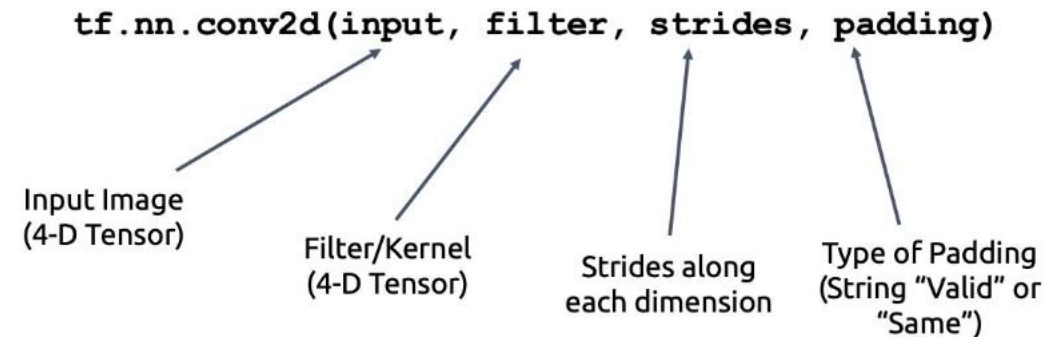 tf.nn.conv2d(input, filter, strides, padding)
Input Image
(4-D Tensor)
Filter/Kernel
(4-D Tensor)
Strides along
each dimension
Type of Padding
(String “Valid” or
“Same”)